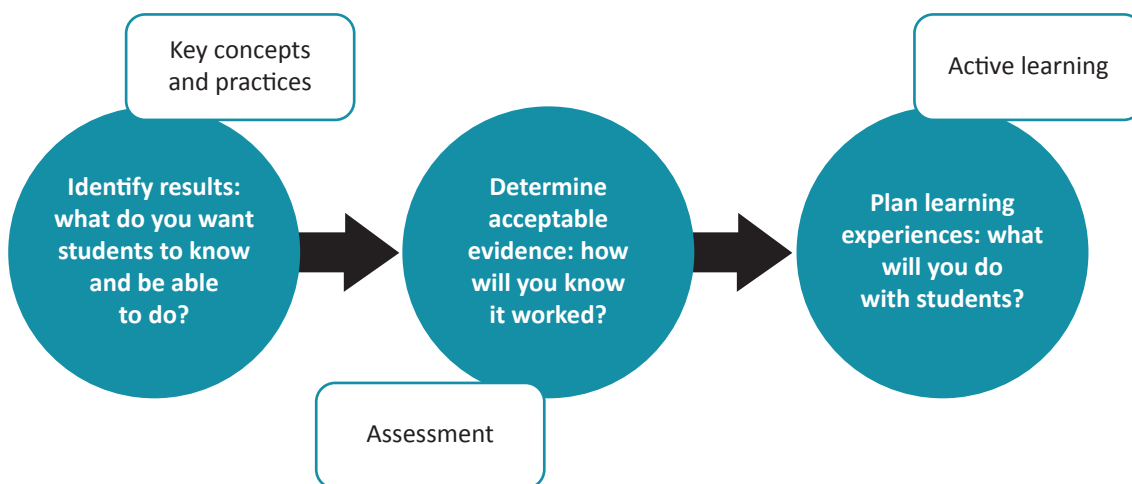 Key concepts
and practices
Identify results:
what do you want
students to know
and be able
to do?
Determine
acceptable
evidence: how
will you know
it worked?
Assessment
Active learning
Plan learning
experiences: what
will you do
with students?